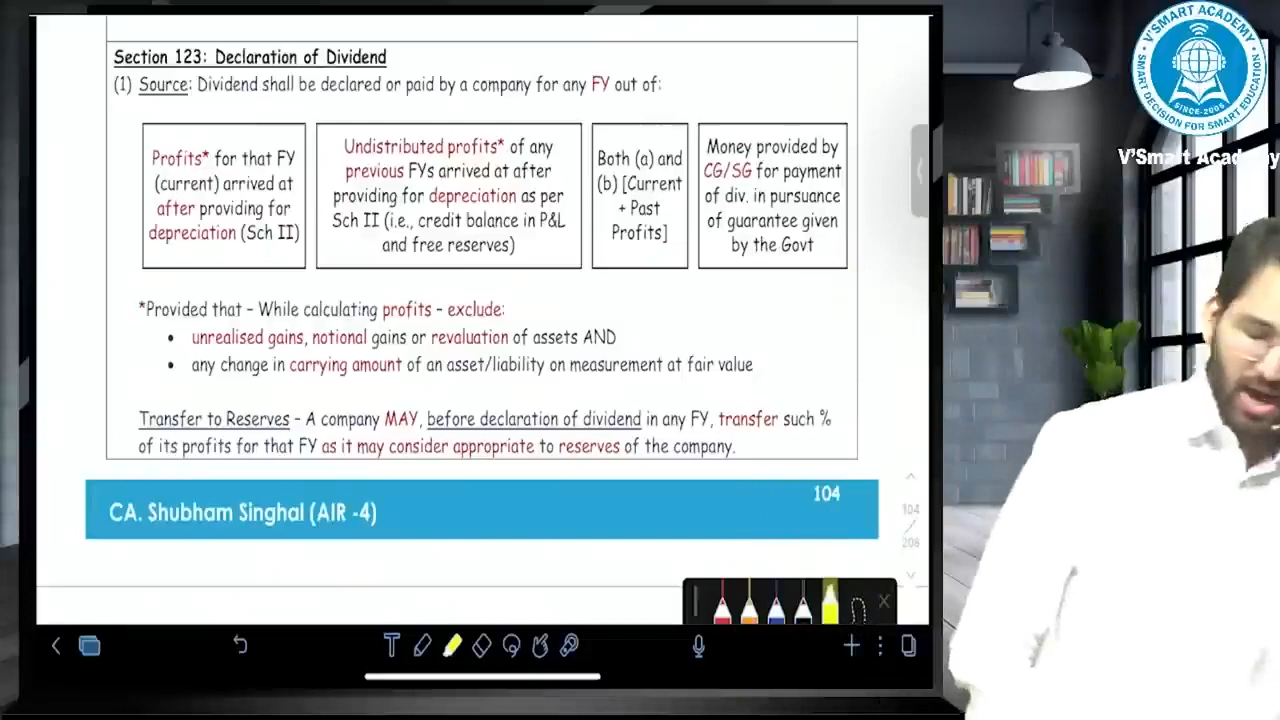 Section 123: Declaration of Dividend
(1) Source: Dividend shall be declared or paid by a company for any FY out of:
Profits* for that FY
(current) arrived at
after providing for
depreciation (Sch II)
Undistributed profits* of any
previous FYs arrived at after
providing for depreciation as per
Sch II (i.e., credit balance in P&L
and free reserves)
Both (a) and
(b) [Current
+ Past
Profits]
Money provided by
CG/SG for payment
of div. in pursuance
of guarantee given
by the Govt
*Provided that – While calculating profits – exclude:
• unrealised gains, notional gains or revaluation of assets AND
• any change in carrying amount of an asset/liability on measurement at fair value
Transfer to Reserves – A company MAY, before declaration of dividend in any FY, transfer such %
of its profits for that FY as it may consider appropriate to reserves of the company.
CA. Shubham Singhal (AIR -4)
104
104
/
208
V'SMART ACADEMY
SINCE-2005
SMART DECISION FOR SMART EDUCATION
V'Smart Academy